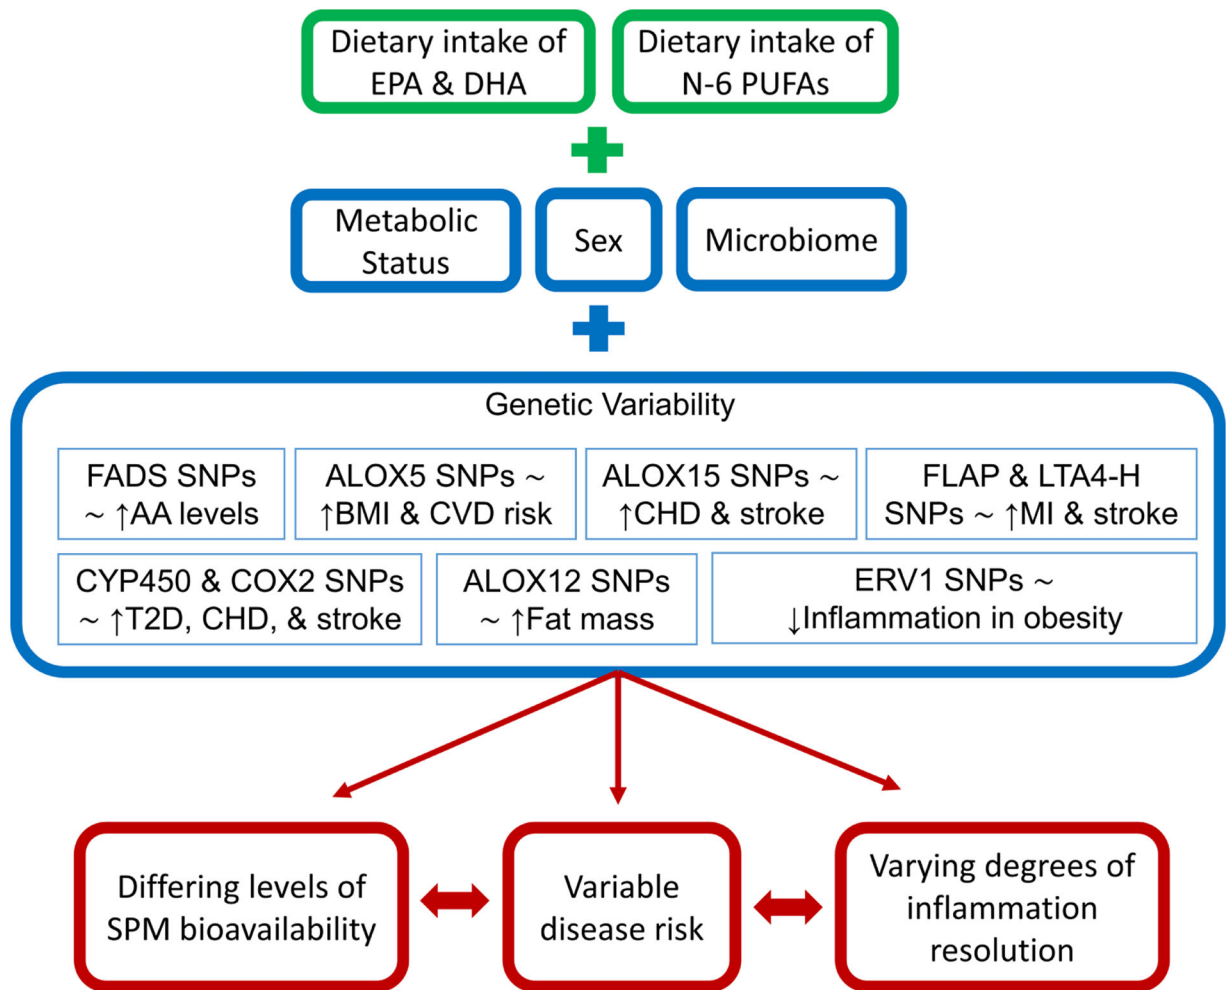 Dietary intake of
EPA & DHA
Dietary intake of
N-6 PUFAs
Metabolic
Status
Sex
Microbiome
Genetic Variability
FADS SNPs
~ ↑AA levels
ALOX5 SNPs ~
↑BMI & CVD risk
ALOX15 SNPs ~
↑CHD & stroke
FLAP & LTA4-H
SNPs ~ ↑MI & stroke
CYP450 & COX2 SNPs
~ ↑T2D, CHD, & stroke
ALOX12 SNPs
~ ↑Fat mass
ERV1 SNPs ~
↓Inflammation in obesity
Differing levels of
SPM bioavailability
Variable
disease risk
Varying degrees of
inflammation
resolution